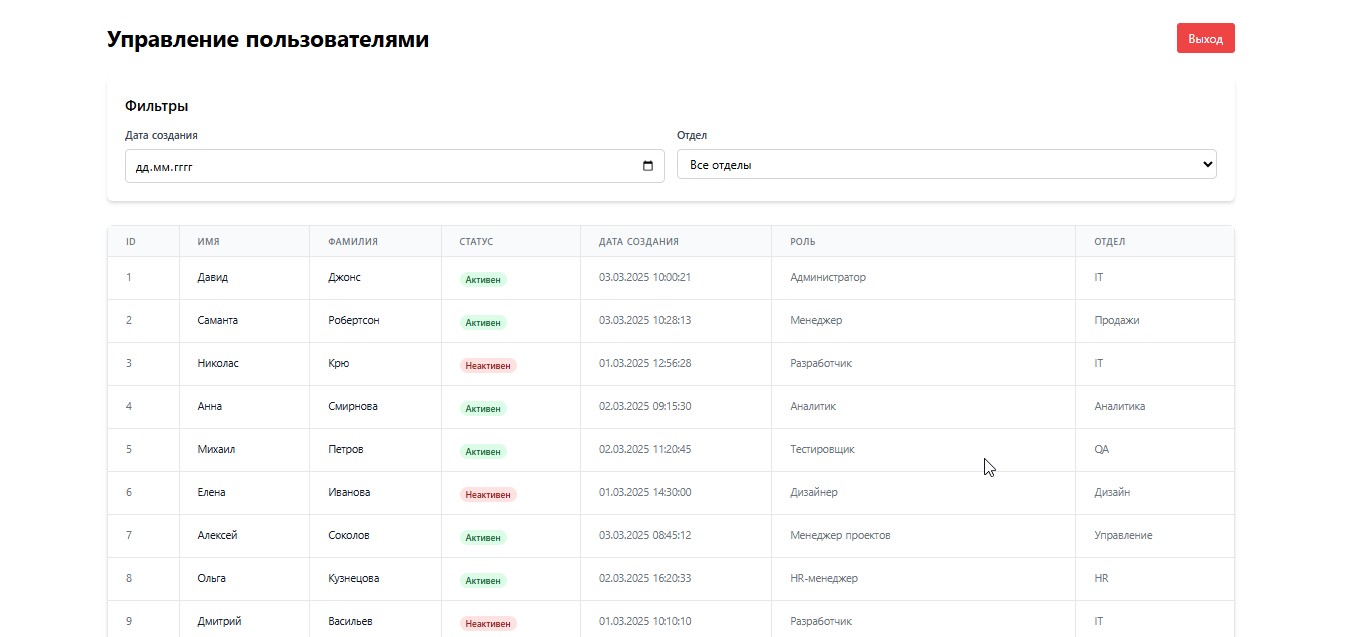 Управление пользователями
Выход
Фильтры
Дата создания Отдел
дд.мм.гггг Все отделы
ID ИМЯ ФАМИЛИЯ СТАТУС ДАТА СОЗДАНИЯ РОЛЬ ОТДЕЛ
1 Давид Джонс Активен 03.03.2025 10:00:21 Администратор IT
2 Саманта Робертсон Активен 03.03.2025 10:28:13 Менеджер Продажи
3 Николас Крю Неактивен 01.03.2025 12:56:28 Разработчик IT
4 Анна Смирнова Активен 02.03.2025 09:15:30 Аналитик Аналитика
5 Михаил Петров Активен 02.03.2025 11:20:45 Тестировщик QA
6 Елена Иванова Неактивен 01.03.2025 14:30:00 Дизайнер Дизайн
7 Алексей Соколов Активен 03.03.2025 08:45:12 Менеджер проектов Управление
8 Ольга Кузнецова Активен 02.03.2025 16:20:33 HR-менеджер HR
9 Дмитрий Васильев Неактивен 01.03.2025 10:10:10 Разработчик IT